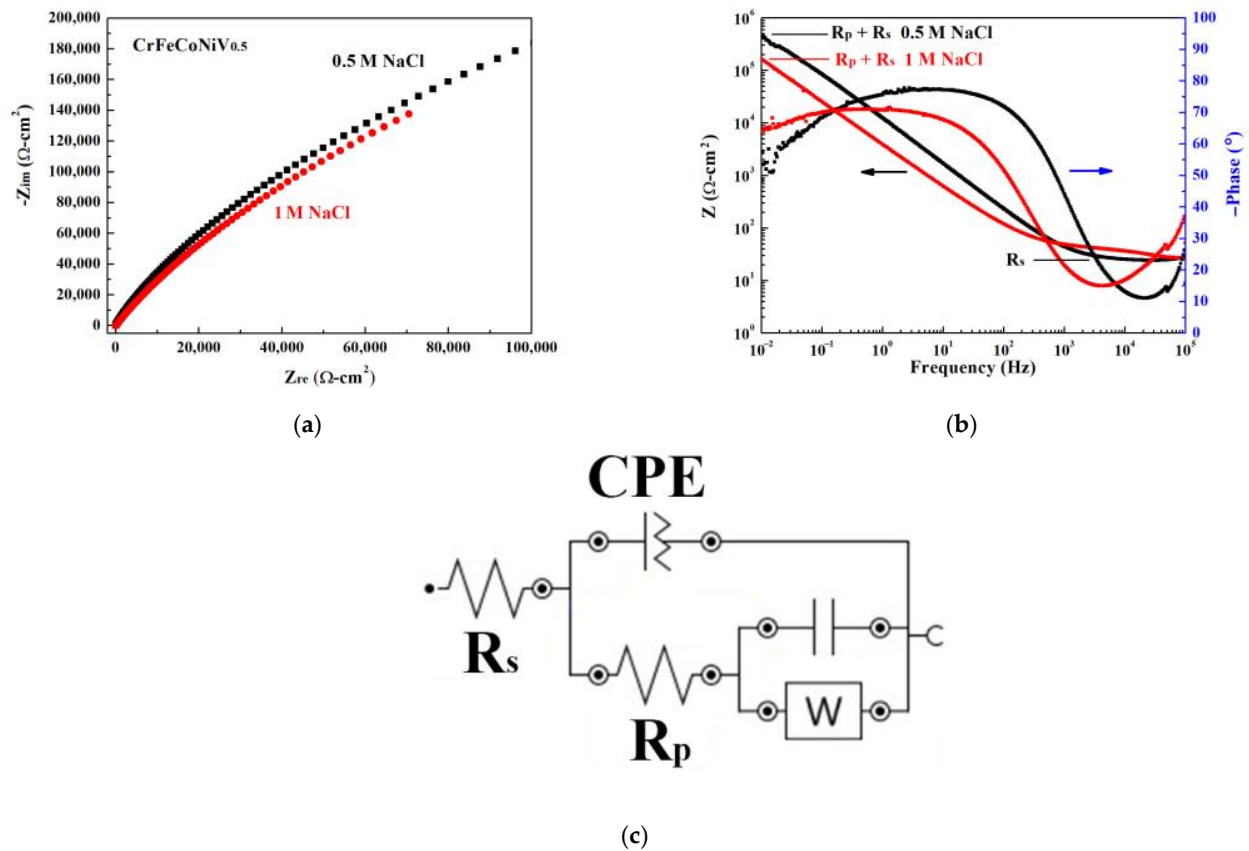 CrFeCoNiV0.5
0.5 M NaCl
1 M NaCl
-Zim (Ω-cm²)
200,000
180,000
160,000
140,000
120,000
100,000
80,000
60,000
40,000
20,000
0
0 20,000 40,000 60,000 80,000 100,000
Zre (Ω-cm²)
(a)
Rp + Rs 0.5 M NaCl
Rp + Rs 1 M NaCl
Rs
Z (Ω-cm²)
10⁶
10⁵
10⁴
10³
10²
10¹
10⁰
10⁻² 10⁻¹ 10⁰ 10¹ 10² 10³ 10⁴ 10⁵
Frequency (Hz)
100
90
80
70
60
50
40
30
20
10
0
−Phase (°)
(b)
CPE
Rs
Rp
W
(c)